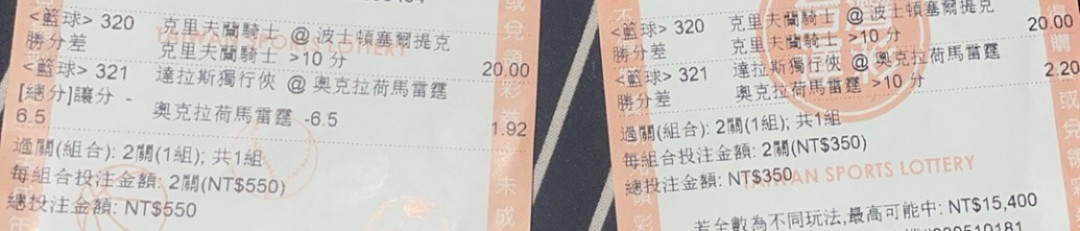 <籃球> 320 克里夫蘭騎士 @ 波士頓塞爾提克
勝分差 克里夫蘭騎士 >10 分 20.00
<籃球> 321 達拉斯獨行俠 @ 奧克拉荷馬雷霆
[總分]讓分 -
6.5 奧克拉荷馬雷霆 -6.5 1.92
過關(組合): 2關(1組); 共1組
每組合投注金額: 2關(NT$550)
總投注金額: NT$550
<籃球> 320 克里夫蘭騎士 @ 波士頓塞爾提克
勝分差 克里夫蘭騎士 >10 分 20.00
<籃球> 321 達拉斯獨行俠 @ 奧克拉荷馬雷霆
勝分差 奧克拉荷馬雷霆 >10分 2.20
過關(組合): 2關(1組); 共1組
每組合投注金額: 2關(NT$350)
總投注金額: NT$350
TAIWAN SPORTS LOTTERY
若全數為不同玩法,最高可能中: NT$15,400